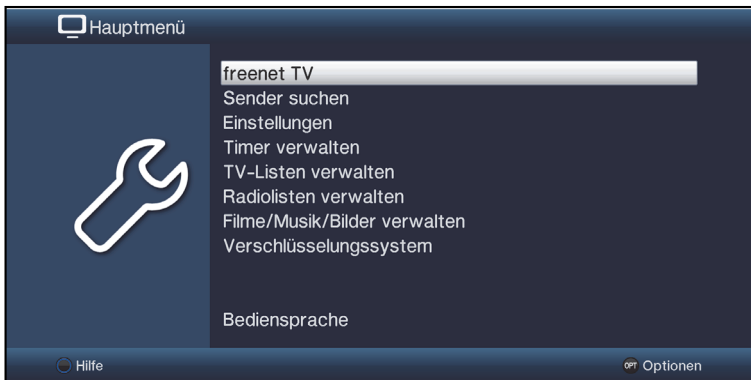 Hauptmenü
freenet TV
Sender suchen
Einstellungen
Timer verwalten
TV-Listen verwalten
Radiolisten verwalten
Filme/Musik/Bilder verwalten
Verschlüsselungssystem
Bediensprache
Hilfe
OPT Optionen